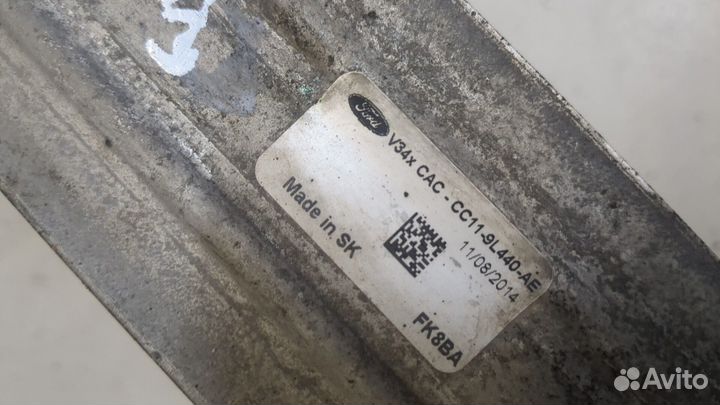 Ford
V34x CAC - CC11-9L440-AE
11/08/2014
Made in SK
FK8BA
Avito